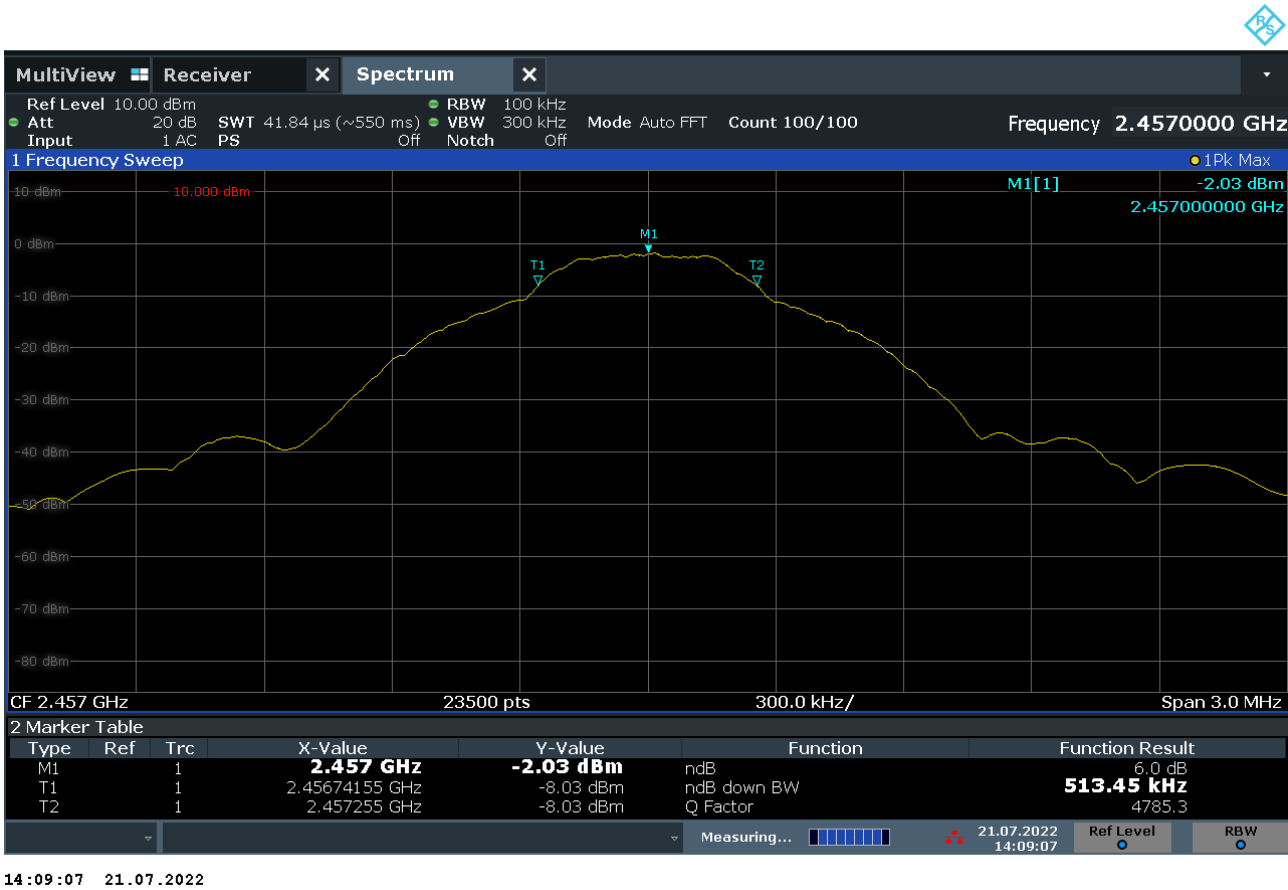 R&S
MultiView Receiver X Spectrum X
Ref Level 10.00 dBm RBW 100 kHz
Att 20 dB SWT 41.84 µs (~550 ms) VBW 300 kHz Mode Auto FFT Count 100/100 Frequency 2.4570000 GHz
Input 1 AC PS Off Notch Off
1 Frequency Sweep 1Pk Max
10 dBm 10.000 dBm M1[1] -2.03 dBm
2.457000000 GHz
M1
0 dBm
T1 T2
-10 dBm
-20 dBm
-30 dBm
-40 dBm
-50 dBm
-60 dBm
-70 dBm
-80 dBm
CF 2.457 GHz 23500 pts 300.0 kHz/ Span 3.0 MHz
2 Marker Table
Type Ref Trc X-Value Y-Value Function Function Result
M1 1 2.457 GHz -2.03 dBm ndB 6.0 dB
T1 1 2.45674155 GHz -8.03 dBm ndB down BW 513.45 kHz
T2 1 2.457255 GHz -8.03 dBm Q Factor 4785.3
Measuring... 21.07.2022 Ref Level RBW
14:09:07
14:09:07 21.07.2022